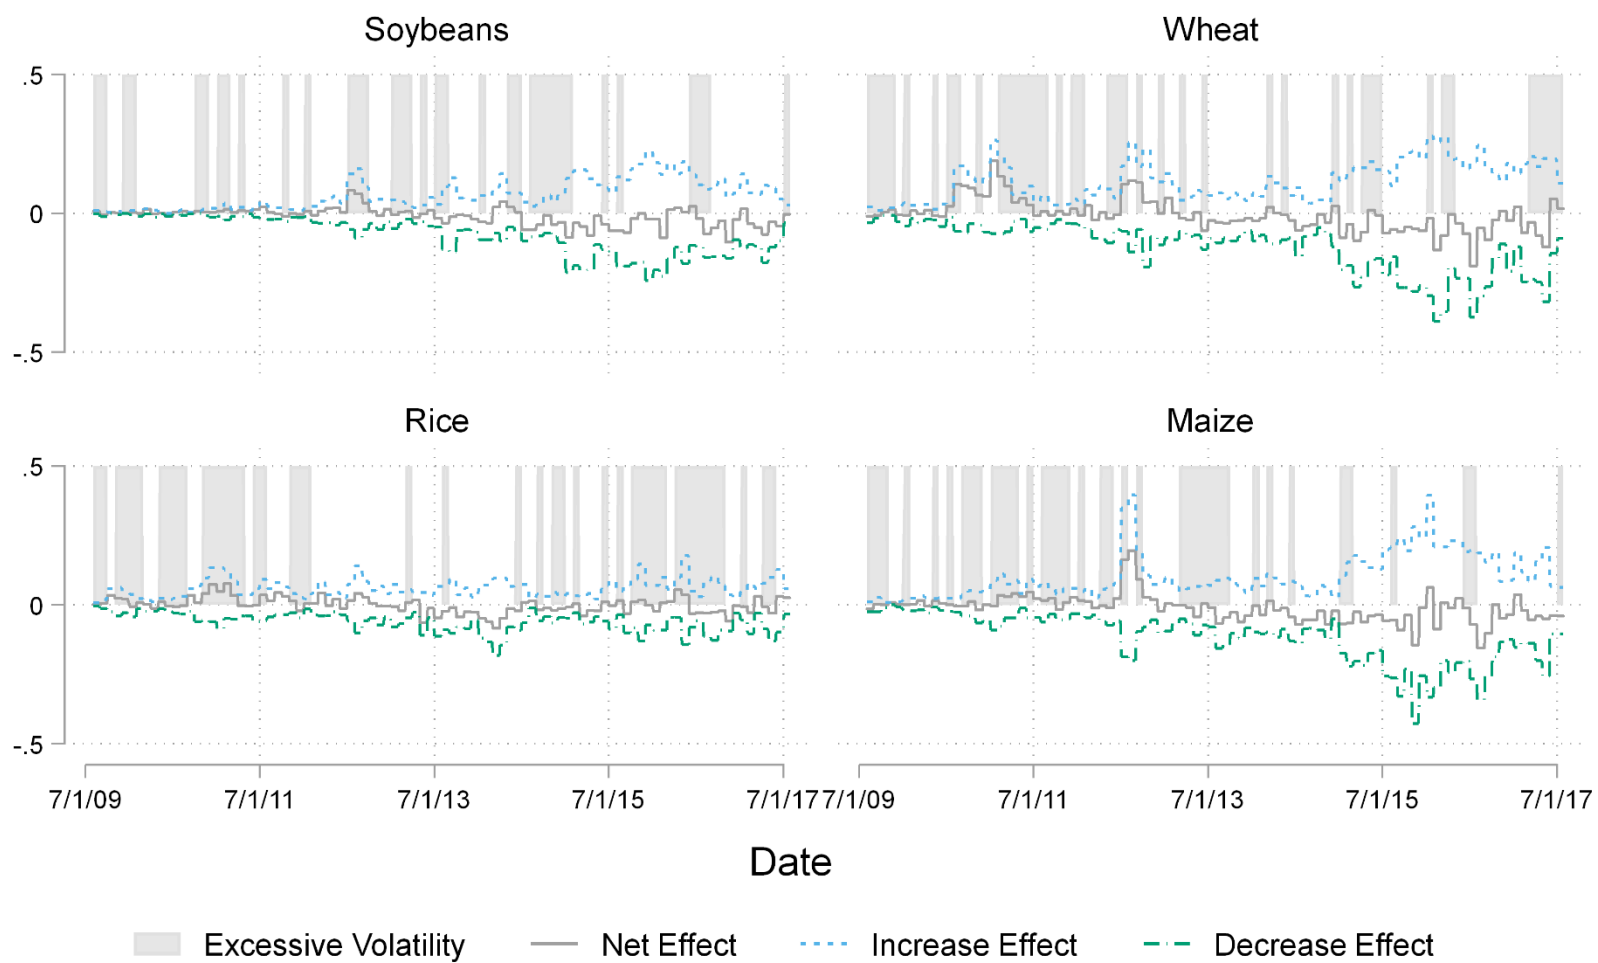 Soybeans
Wheat
.5
0
-.5
Rice
Maize
.5
0
-.5
7/1/09 7/1/11 7/1/13 7/1/15 7/1/17 7/1/09 7/1/11 7/1/13 7/1/15 7/1/17
Date
Excessive Volatility Net Effect Increase Effect Decrease Effect